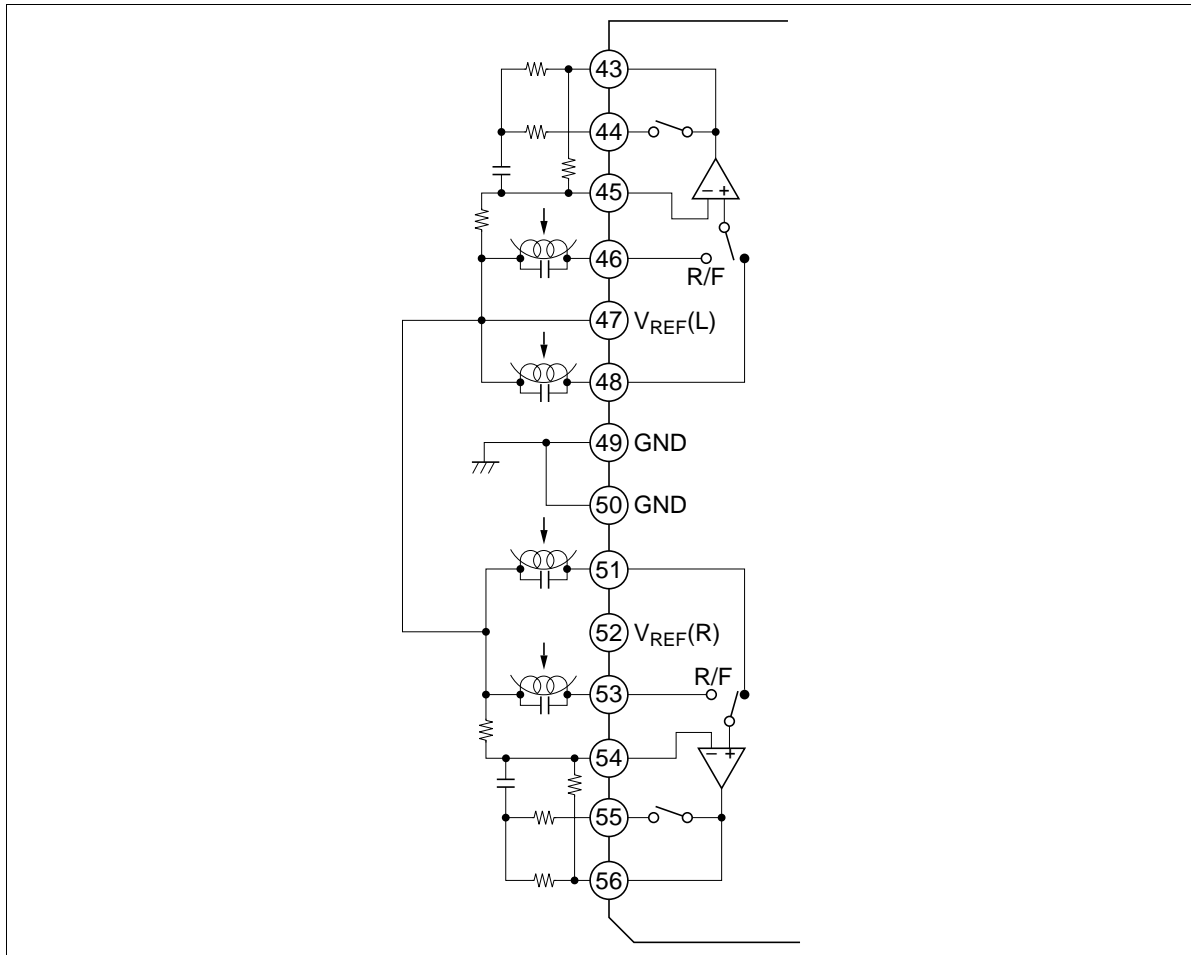 43
44
− +
45
46
R/F
47 VREF(L)
48
49 GND
50 GND
51
52 VREF(R)
R/F
53
− +
54
55
56